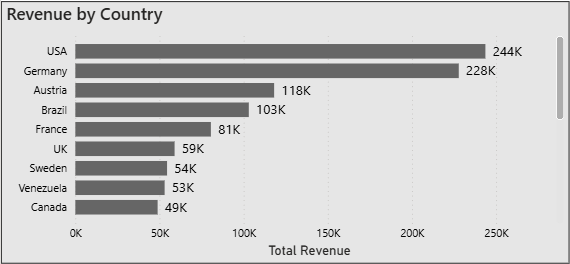 Revenue by Country
USA 244K
Germany 228K
Austria 118K
Brazil 103K
France 81K
UK 59K
Sweden 54K
Venezuela 53K
Canada 49K
0K 50K 100K 150K 200K 250K
Total Revenue